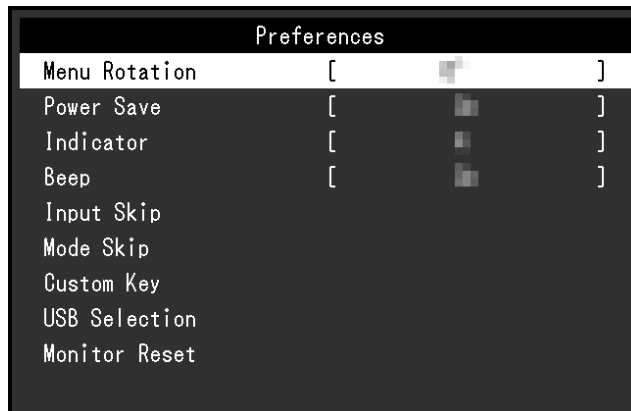 Preferences
Menu Rotation [ ]
Power Save [ ]
Indicator [ ]
Beep [ ]
Input Skip
Mode Skip
Custom Key
USB Selection
Monitor Reset